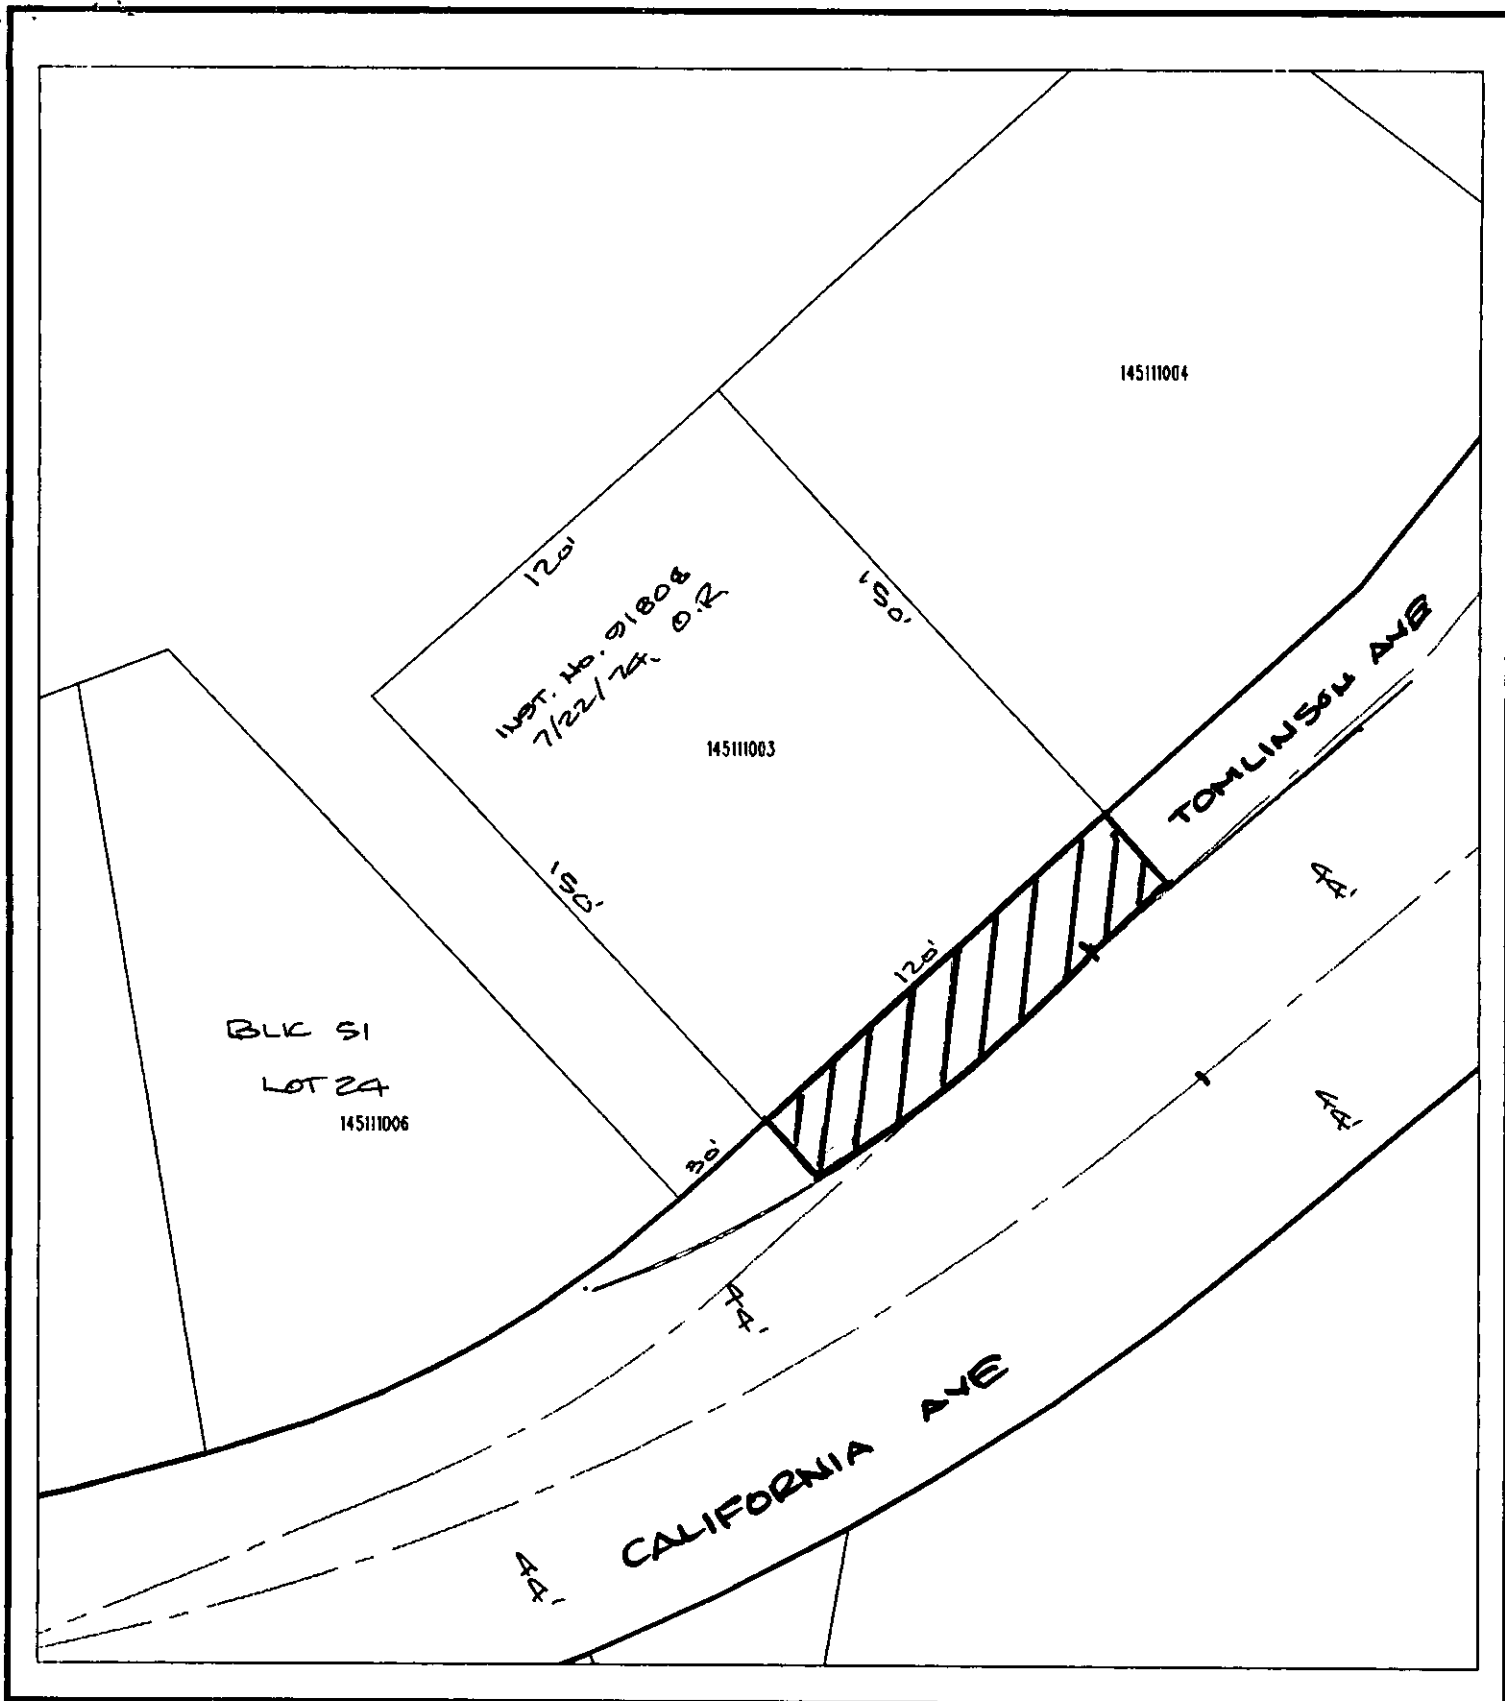 145111004
120'
150'
INST. NO. 91808
7/22/74. O.R
145111003
TOMLINSON AVE
150'
44'
120'
BLK 51
LOT 24
145111006
30'
44'
44'
CALIFORNIA AVE
44'